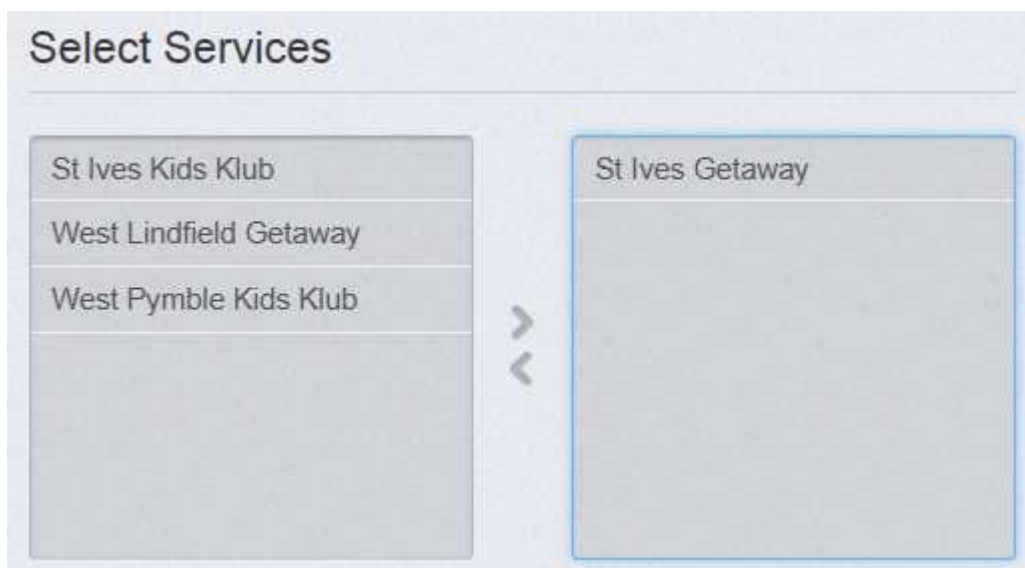 Select Services
St Ives Kids Klub
West Lindfield Getaway
West Pymble Kids Klub
St Ives Getaway